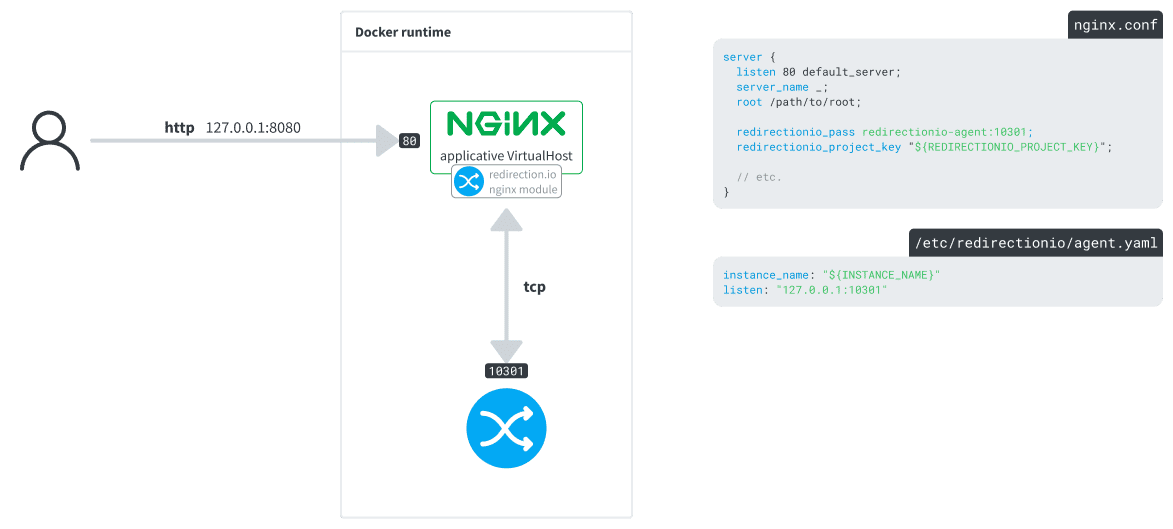 Docker runtime
http 127.0.0.1:8080
80
NGINX
applicative VirtualHost
redirection.io
nginx module
tcp
10301
nginx.conf
server {
  listen 80 default_server;
  server_name _;
  root /path/to/root;
  redirectionio_pass redirectionio-agent:10301;
  redirectionio_project_key "${REDIRECTIONIO_PROJECT_KEY}";
  // etc.
}
/etc/redirectionio/agent.yaml
instance_name: "${INSTANCE_NAME}"
listen: "127.0.0.1:10301"